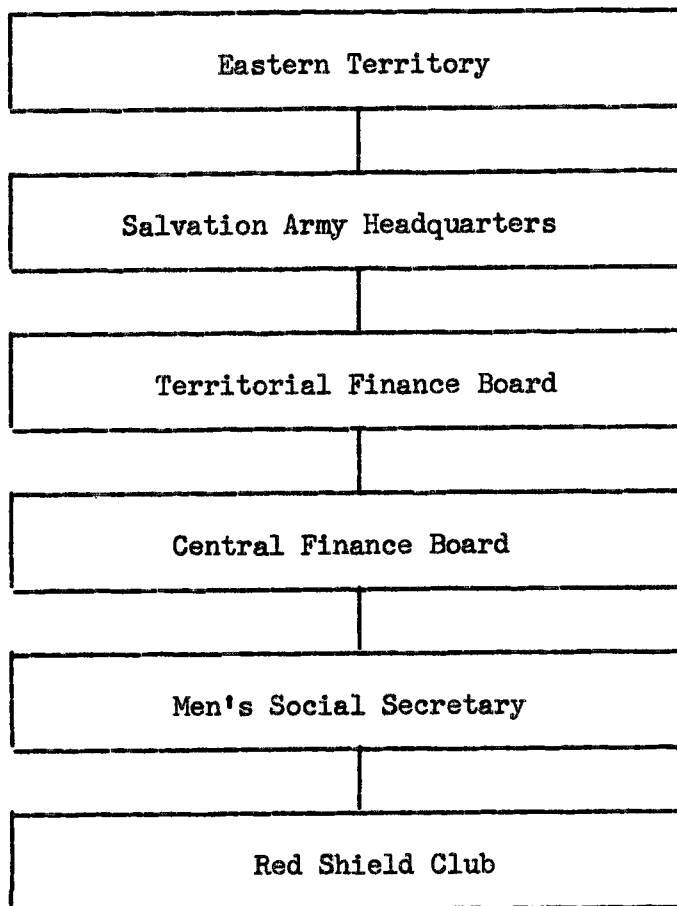 Eastern Territory
Salvation Army Headquarters
Territorial Finance Board
Central Finance Board
Men's Social Secretary
Red Shield Club